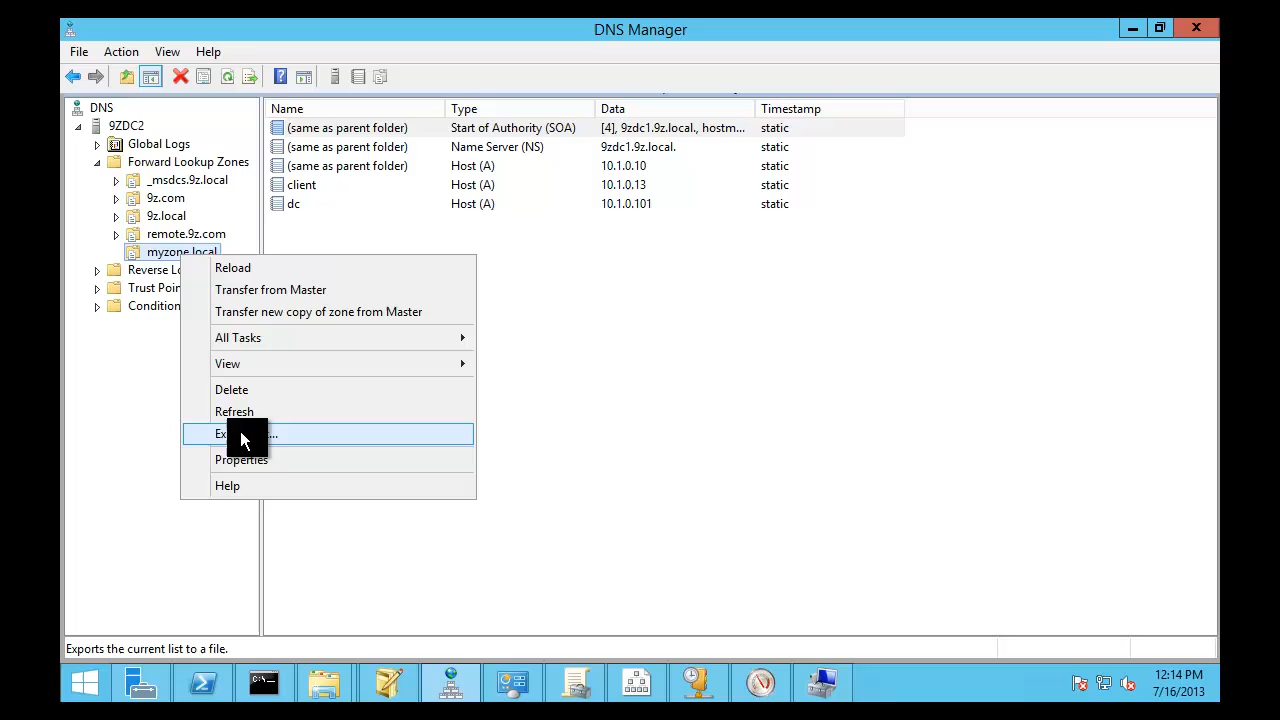 DNS Manager
File Action View Help
DNS
9ZDC2
Global Logs
Forward Lookup Zones
_msdcs.9z.local
9z.com
9z.local
remote.9z.com
myzone.local
Reverse Lo
Trust Poin
Condition
Name Type Data Timestamp
(same as parent folder) Start of Authority (SOA) [4], 9zdc1.9z.local., hostm... static
(same as parent folder) Name Server (NS) 9zdc1.9z.local. static
(same as parent folder) Host (A) 10.1.0.10 static
client Host (A) 10.1.0.13 static
dc Host (A) 10.1.0.101 static
Reload
Transfer from Master
Transfer new copy of zone from Master
All Tasks
View
Delete
Refresh
Properties
Help
Exports the current list to a file.
12:14 PM
7/16/2013